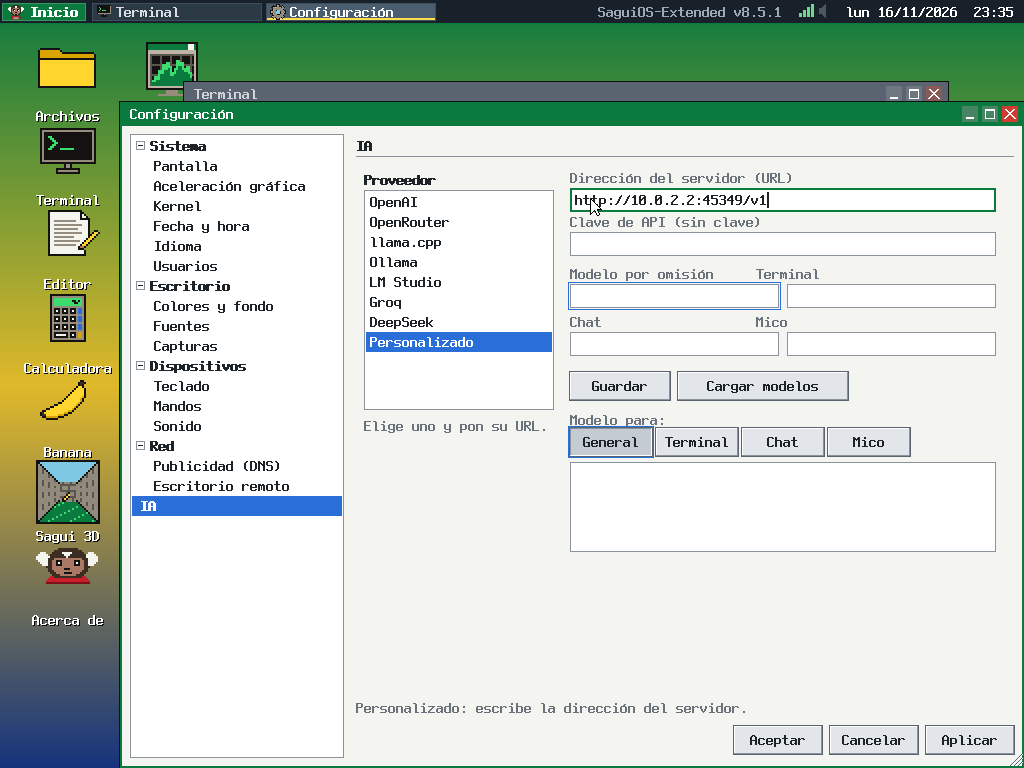 Inicio
Terminal
Configuración
SaguiOS-Extended v8.5.1
lun 16/11/2026 23:35
Archivos
Terminal
Editor
Calculadora
Banana
Sagui 3D
Acerca de
Terminal
Configuración
Sistema
Pantalla
Aceleración gráfica
Kernel
Fecha y hora
Idioma
Usuarios
Escritorio
Colores y fondo
Fuentes
Capturas
Dispositivos
Teclado
Mandos
Sonido
Red
Publicidad (DNS)
Escritorio remoto
IA
IA
Proveedor
OpenAI
OpenRouter
llama.cpp
Ollama
LM Studio
Groq
DeepSeek
Personalizado
Elige uno y pon su URL.
Dirección del servidor (URL)
http://10.0.2.2:45349/v1
Clave de API (sin clave)
Modelo por omisión Terminal
Chat Mico
Guardar Cargar modelos
Modelo para:
General Terminal Chat Mico
Personalizado: escribe la dirección del servidor.
Aceptar Cancelar Aplicar